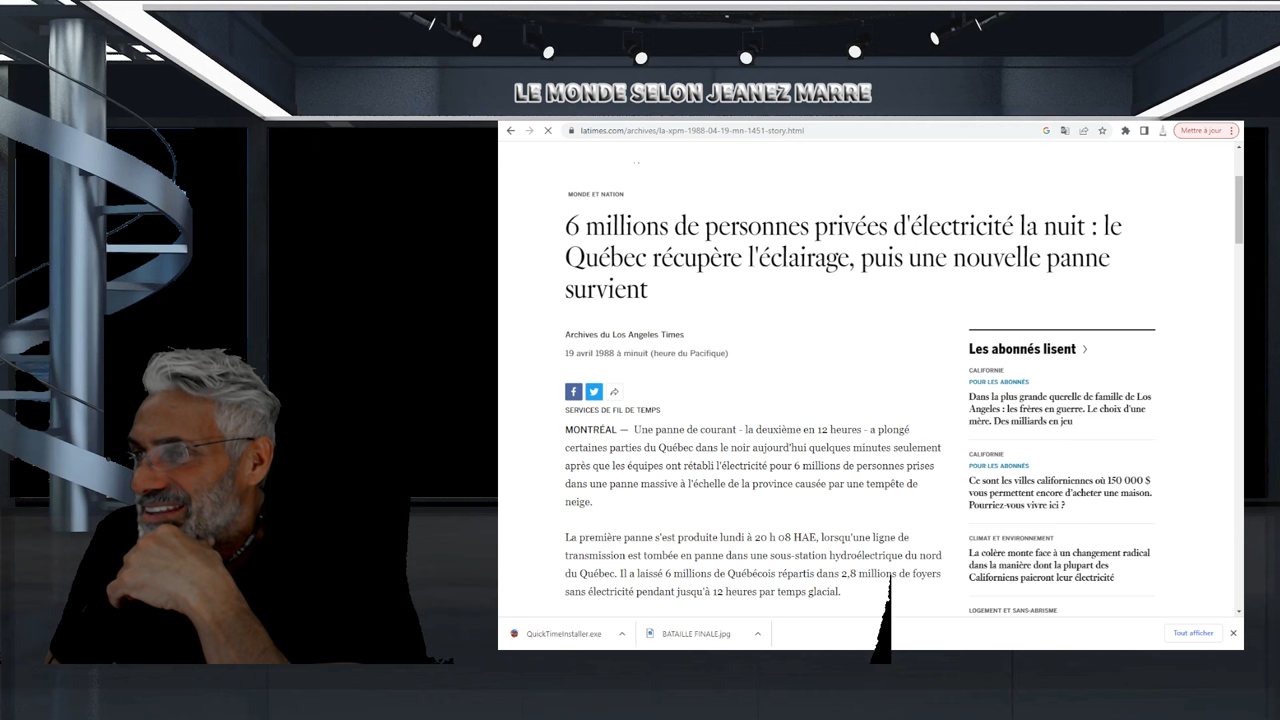 LE MONDE SELON JEANEZ MARRE
latimes.com/archives/la-xpm-1988-04-19-mn-1451-story.html
Mettre à jour
MONDE ET NATION
6 millions de personnes privées d'électricité la nuit : le
Québec récupère l'éclairage, puis une nouvelle panne
survient
Archives du Los Angeles Times
19 avril 1988 à minuit (heure du Pacifique)
SERVICES DE FIL DE TEMPS
MONTRÉAL — Une panne de courant - la deuxième en 12 heures - a plongé
certaines parties du Québec dans le noir aujourd'hui quelques minutes seulement
après que les équipes ont rétabli l'électricité pour 6 millions de personnes prises
dans une panne massive à l'échelle de la province causée par une tempête de
neige.
La première panne s'est produite lundi à 20 h 08 HAE, lorsqu'une ligne de
transmission est tombée en panne dans une sous-station hydroélectrique du nord
du Québec. Il a laissé 6 millions de Québécois répartis dans 2,8 millions de foyers
sans électricité pendant jusqu'à 12 heures par temps glacial.
Les abonnés lisent
CALIFORNIE
POUR LES ABONNÉS
Dans la plus grande querelle de famille de Los
Angeles : les frères en guerre. Le choix d'une
mère. Des milliards en jeu
CALIFORNIE
POUR LES ABONNÉS
Ce sont les villes californiennes où 150 000 $
vous permettent encore d'acheter une maison.
Pourriez-vous vivre ici ?
CLIMAT ET ENVIRONNEMENT
La colère monte face à un changement radical
dans la manière dont la plupart des
Californiens paieront leur électricité
LOGEMENT ET SANS-ABRISME
QuickTimeInstaller.exe
BATAILLE FINALE.jpg
Tout afficher